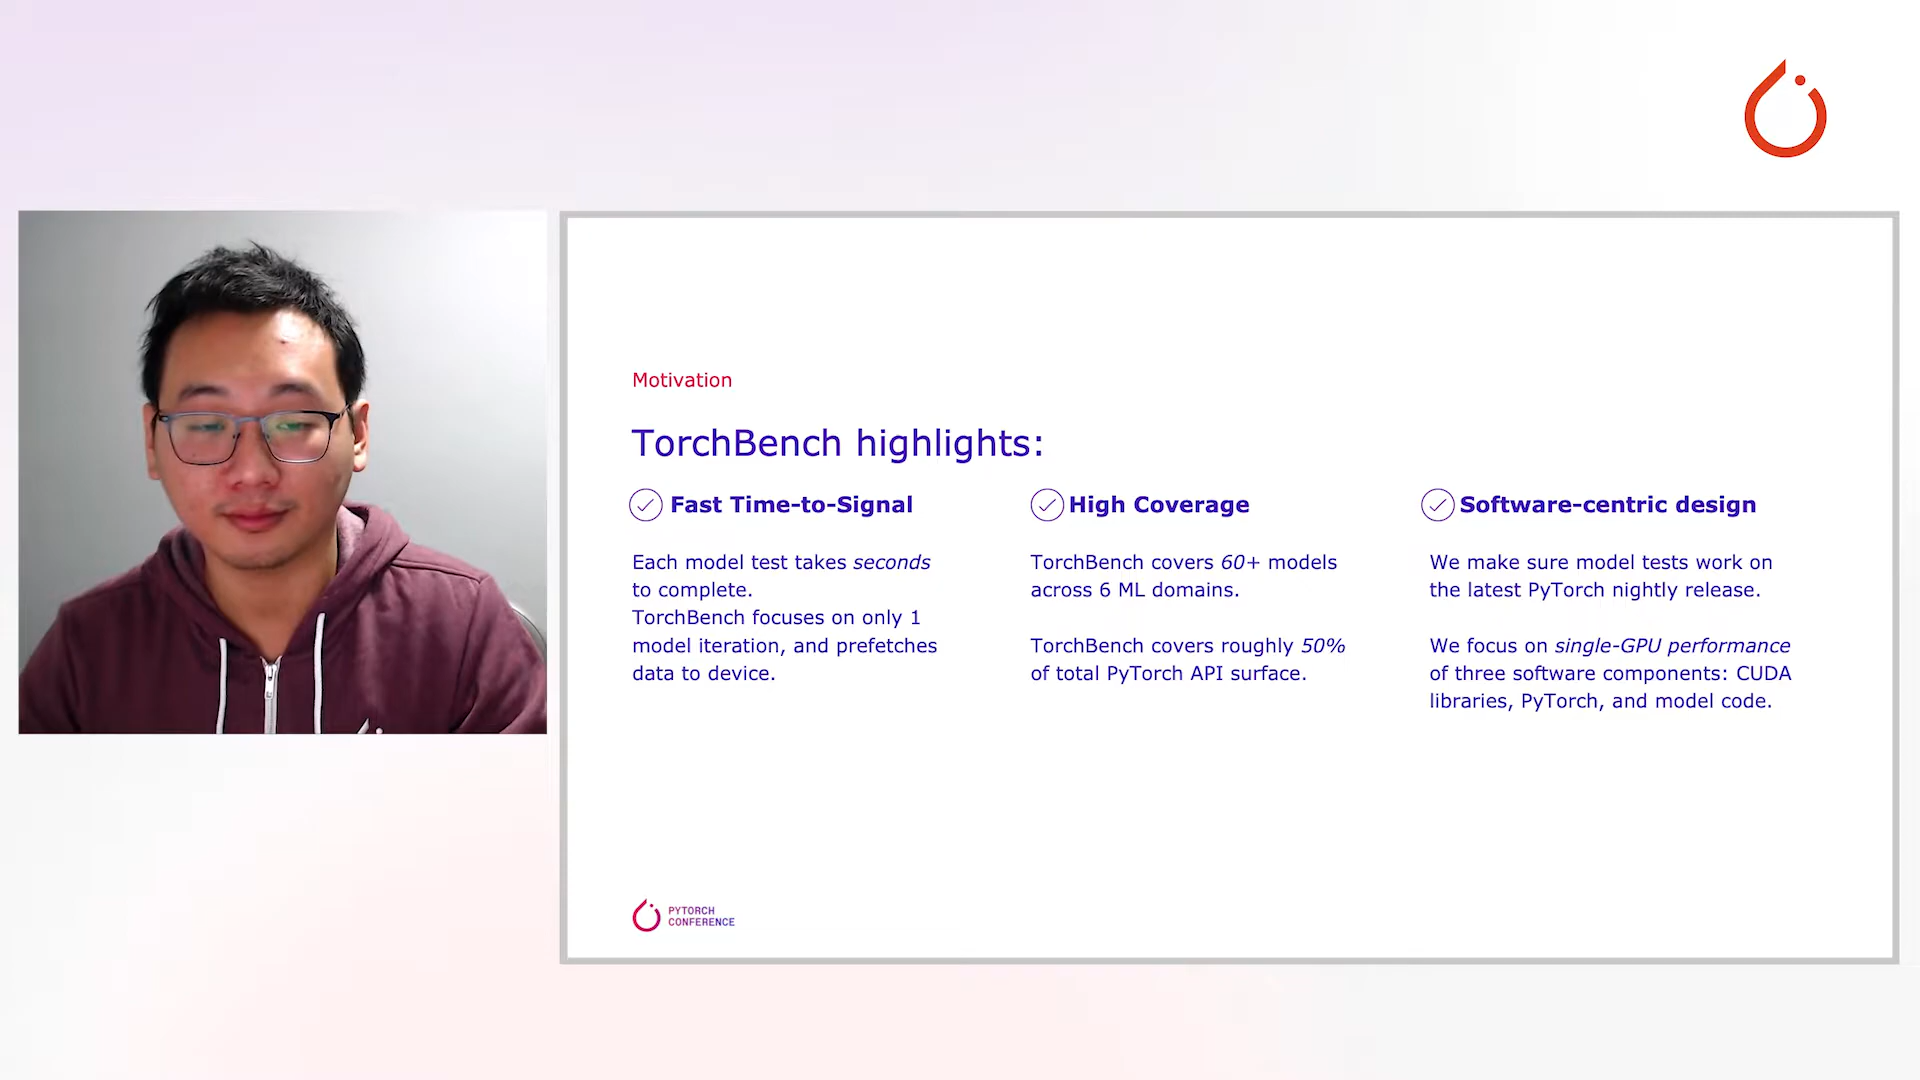 Motivation
TorchBench highlights:
Fast Time-to-Signal
Each model test takes seconds
to complete.
TorchBench focuses on only 1
model iteration, and prefetches
data to device.
High Coverage
TorchBench covers 60+ models
across 6 ML domains.
TorchBench covers roughly 50%
of total PyTorch API surface.
Software-centric design
We make sure model tests work on
the latest PyTorch nightly release.
We focus on single-GPU performance
of three software components: CUDA
libraries, PyTorch, and model code.
PYTORCH
CONFERENCE